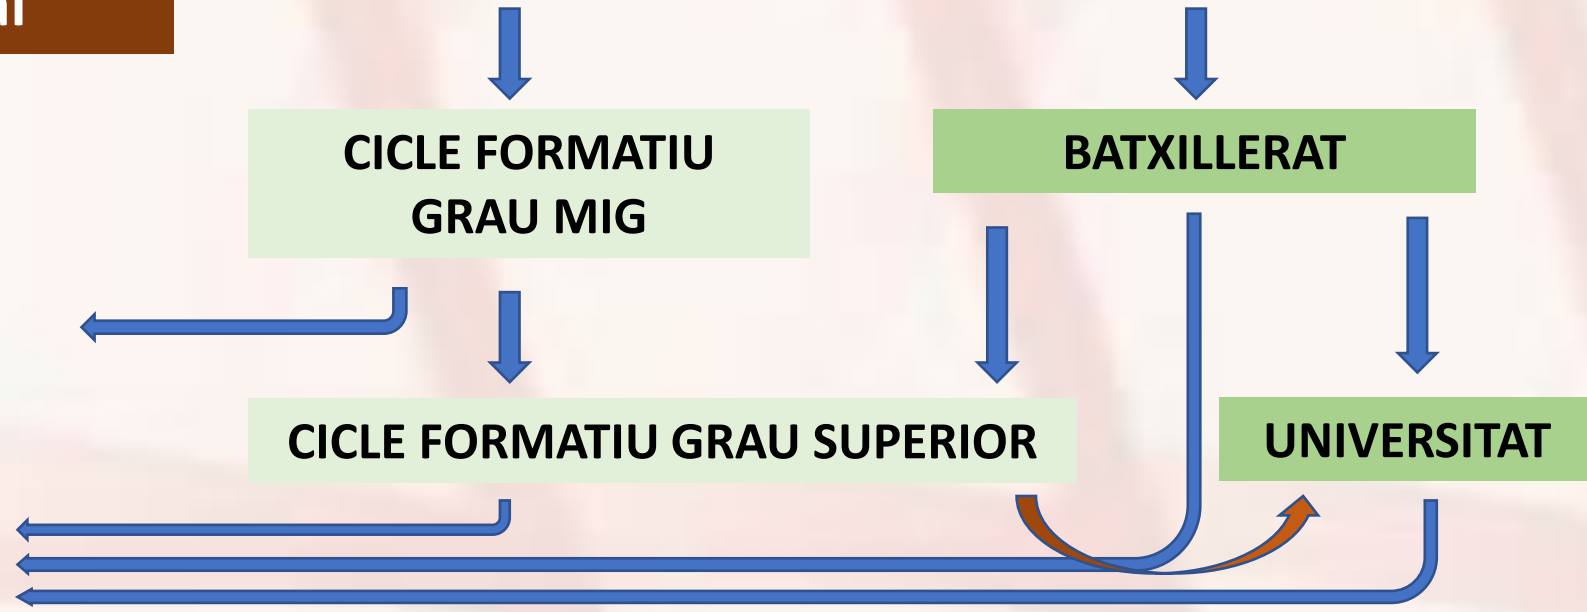 CICLE FORMATIU
GRAU MIG
BATXILLERAT
CICLE FORMATIU GRAU SUPERIOR
UNIVERSITAT